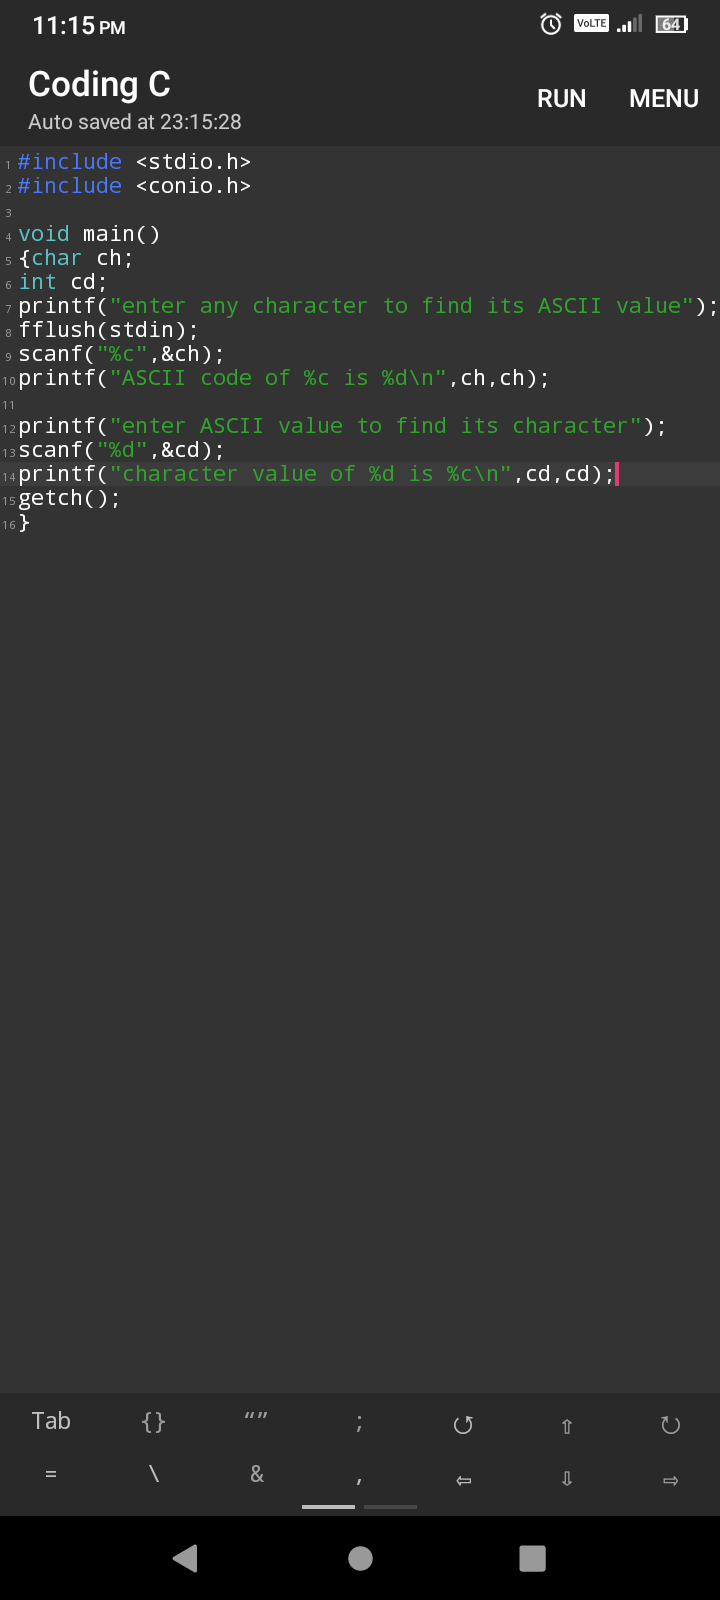 11:15 PM VoLTE 64
Coding C
Auto saved at 23:15:28
RUN MENU
1 #include <stdio.h>
2 #include <conio.h>
3
4 void main()
5 {char ch;
6 int cd;
7 printf("enter any character to find its ASCII value");
8 fflush(stdin);
9 scanf("%c",&ch);
10 printf("ASCII code of %c is %d\n",ch,ch);
11
12 printf("enter ASCII value to find its character");
13 scanf("%d",&cd);
14 printf("character value of %d is %c\n",cd,cd);
15 getch();
16 }
Tab {} “” ; ↺ ⇧ ↻
= \ & , ⇦ ⇩ ⇨